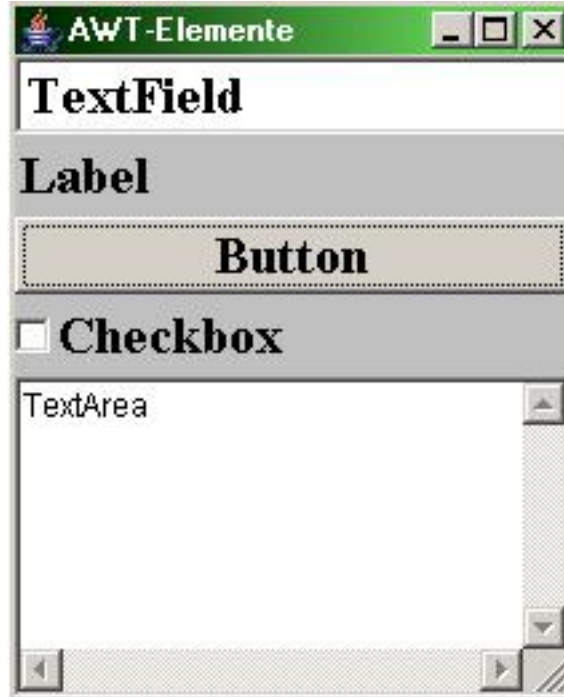 AWT-Elemente
TextField
Label
Button
Checkbox
TextArea